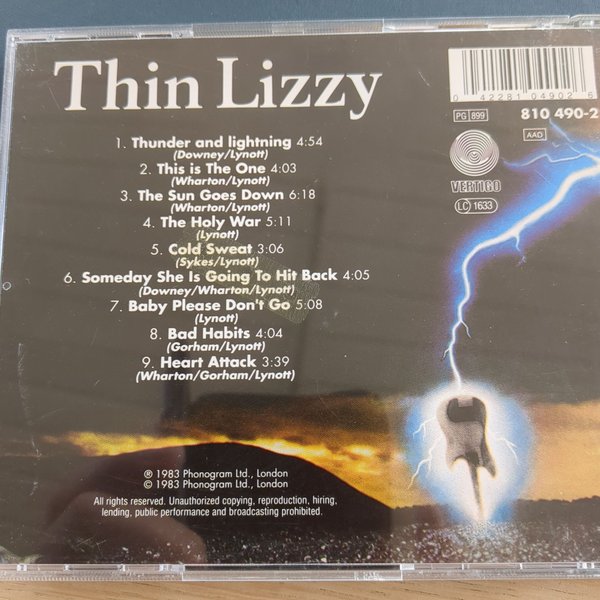 Thin Lizzy
0 42281 04902 6
PG 899
810 490-2
AAD
VERTIGO
LC 1633
1. Thunder and lightning 4:54
(Downey/Lynott)
2. This is The One 4:03
(Wharton/Lynott)
3. The Sun Goes Down 6:18
(Wharton/Lynott)
4. The Holy War 5:11
(Lynott)
5. Cold Sweat 3:06
(Sykes/Lynott)
6. Someday She Is Going To Hit Back 4:05
(Downey/Wharton/Lynott)
7. Baby Please Don't Go 5:08
(Lynott)
8. Bad Habits 4:04
(Gorham/Lynott)
9. Heart Attack 3:39
(Wharton/Gorham/Lynott)
℗ 1983 Phonogram Ltd., London
© 1983 Phonogram Ltd., London
All rights reserved. Unauthorized copying, reproduction, hiring,
lending, public performance and broadcasting prohibited.